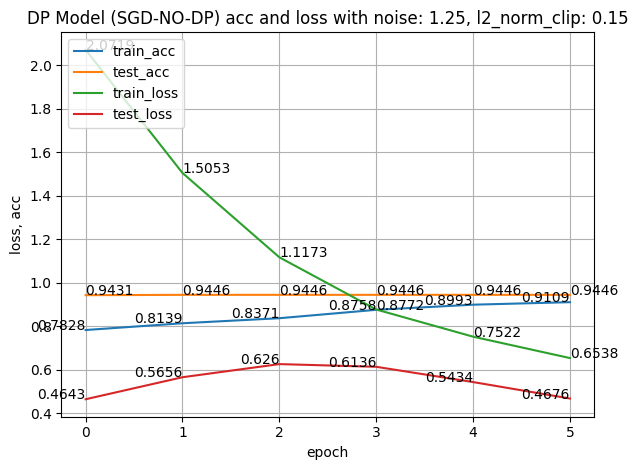 DP Model (SGD-NO-DP) acc and loss with noise: 1.25, l2_norm_clip: 0.15
2.0719
train_acc
test_acc
train_loss
test_loss
2.0
1.8
1.6
1.4
1.2
1.0
0.8
0.6
0.4
loss, acc
1.5053
1.1173
0.9431 0.9446 0.9446 0.9446 0.9446 0.9446
0.7828 0.8139 0.8371 0.8758 0.8993 0.9109
0.8772 0.7522 0.6538
0.4643 0.5656 0.626 0.6136 0.5434 0.4676
0 1 2 3 4 5
epoch